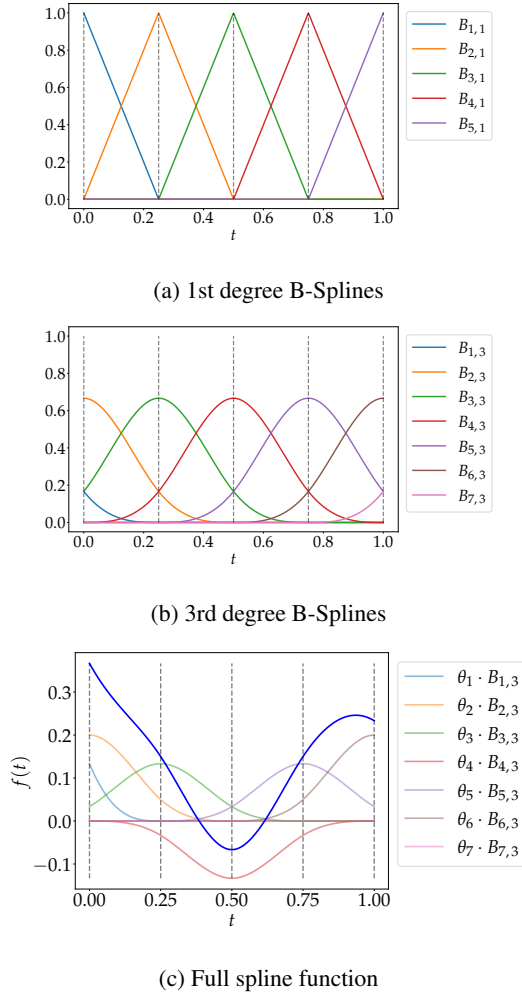 1.0
0.8
0.6
0.4
0.2
0.0
0.0 0.2 0.4 0.6 0.8 1.0
t
B1,1
B2,1
B3,1
B4,1
B5,1
(a) 1st degree B-Splines
1.0
0.8
0.6
0.4
0.2
0.0
0.0 0.2 0.4 0.6 0.8 1.0
t
B1,3
B2,3
B3,3
B4,3
B5,3
B6,3
B7,3
(b) 3rd degree B-Splines
f(t)
0.3
0.2
0.1
0.0
−0.1
0.00 0.25 0.50 0.75 1.00
t
θ1 · B1,3
θ2 · B2,3
θ3 · B3,3
θ4 · B4,3
θ5 · B5,3
θ6 · B6,3
θ7 · B7,3
(c) Full spline function